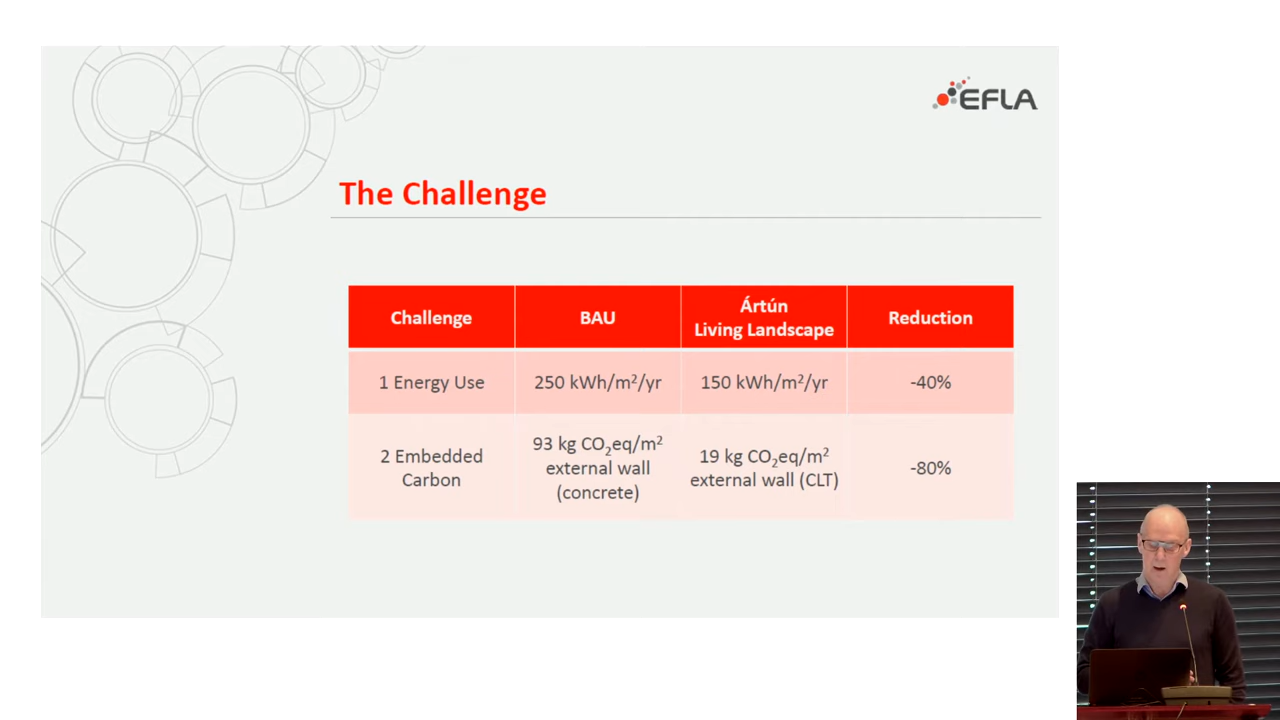 EFLA
The Challenge
Challenge
BAU
Ártún
Living Landscape
Reduction
1 Energy Use
250 kWh/m²/yr
150 kWh/m²/yr
-40%
2 Embedded
Carbon
93 kg CO₂eq/m²
external wall
(concrete)
19 kg CO₂eq/m²
external wall (CLT)
-80%